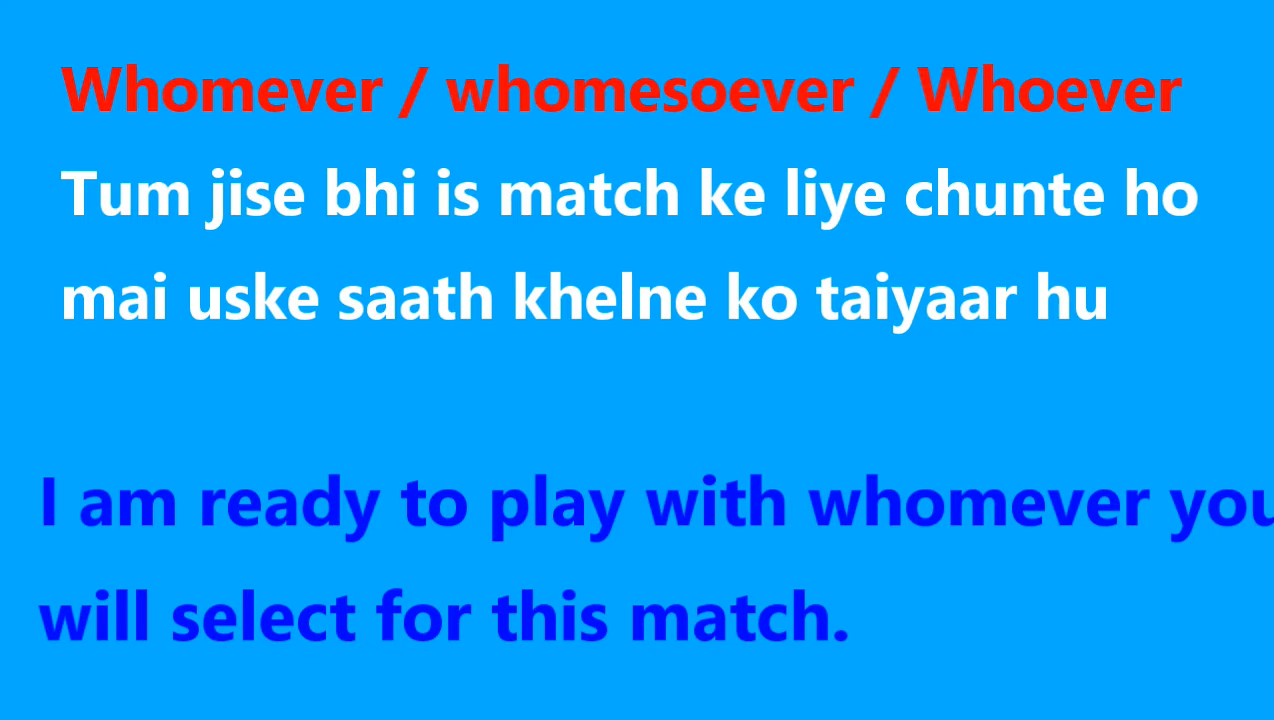 Whomever / whomesoever / Whoever
Tum jise bhi is match ke liye chunte ho
mai uske saath khelne ko taiyaar hu
I am ready to play with whomever you
will select for this match.